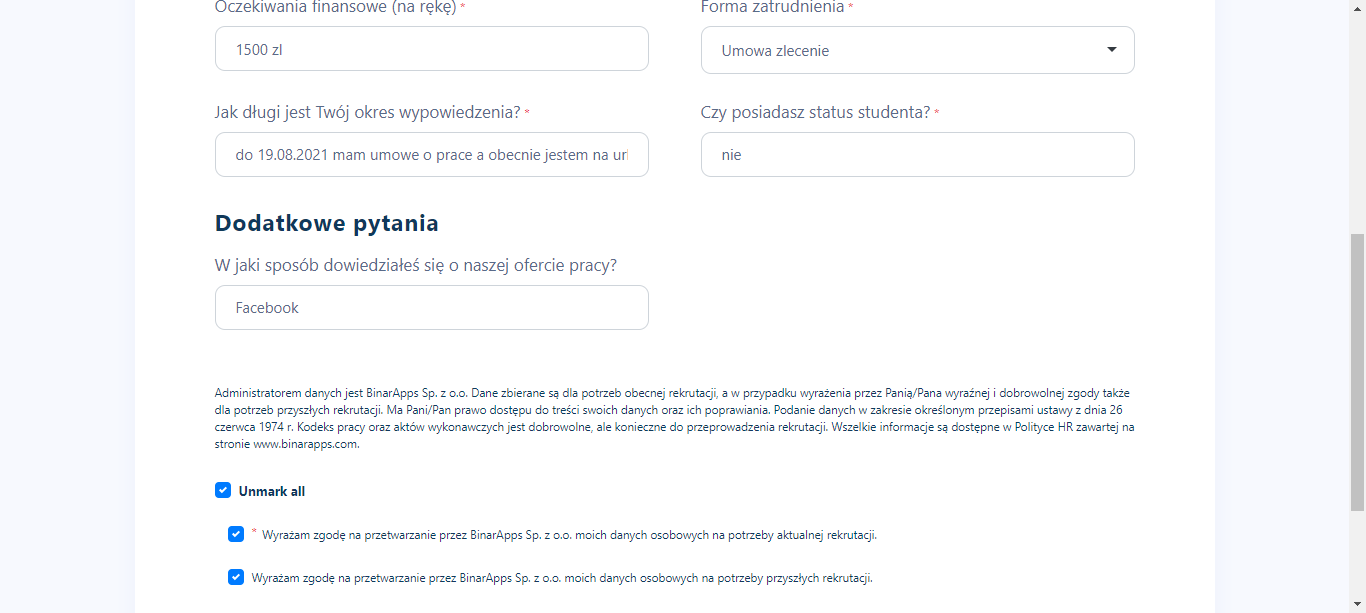 Oczekiwania finansowe (na rękę) *
Forma zatrudnienia *
1500 zl
Umowa zlecenie
Jak długi jest Twój okres wypowiedzenia? *
Czy posiadasz status studenta? *
do 19.08.2021 mam umowe o prace a obecnie jestem na
nie
Dodatkowe pytania
W jaki sposób dowiedziałeś się o naszej ofercie pracy?
Facebook
Administratorem danych jest BinarApps Sp. z o.o. Dane zbierane są dla potrzeb obecnej rekrutacji, a w przypadku wyrażenia przez Panią/Pana wyraźnej i dobrowolnej zgody także
dla potrzeb przyszłych rekrutacji. Ma Pani/Pan prawo dostępu do treści swoich danych oraz ich poprawiania. Podanie danych w zakresie określonym przepisami ustawy z dnia 26
czerwca 1974 r. Kodeks pracy oraz aktów wykonawczych jest dobrowolne, ale konieczne do przeprowadzenia rekrutacji. Wszelkie informacje są dostępne w Polityce HR zawartej na
stronie www.binarapps.com.
Unmark all
* Wyrażam zgodę na przetwarzanie przez BinarApps Sp. z o.o. moich danych osobowych na potrzeby aktualnej rekrutacji.
Wyrażam zgodę na przetwarzanie przez BinarApps Sp. z o.o. moich danych osobowych na potrzeby przyszłych rekrutacji.